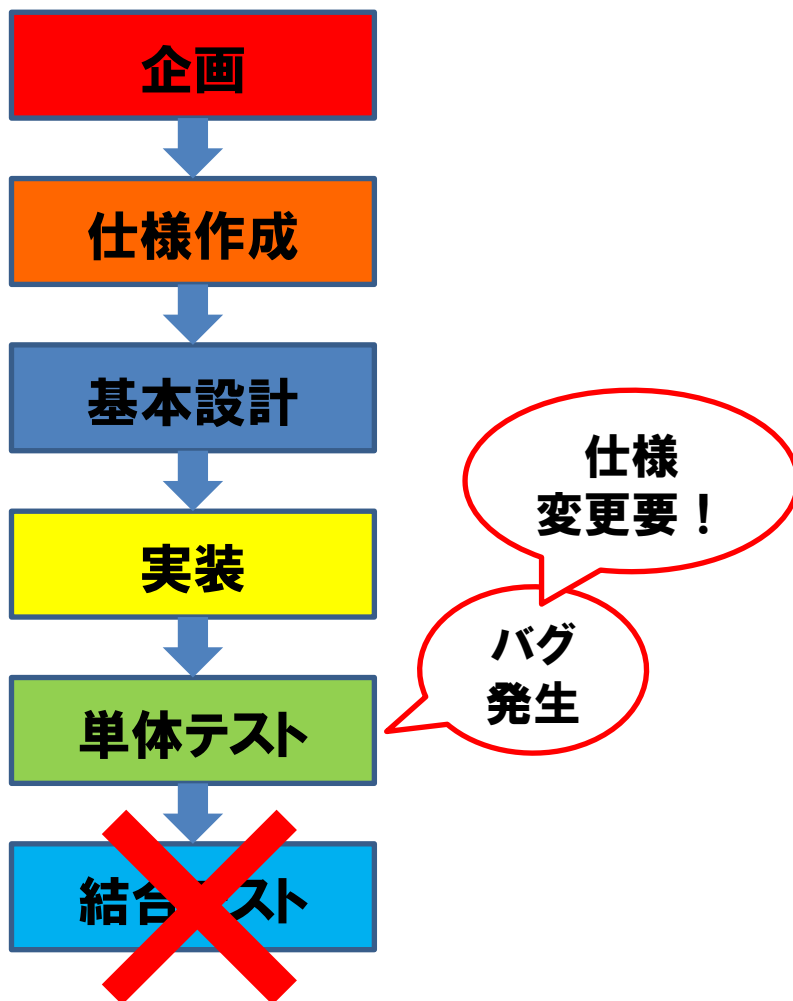 企画
仕様作成
基本設計
仕様
変更要！
実装
バグ
発生
単体テスト
結合テスト